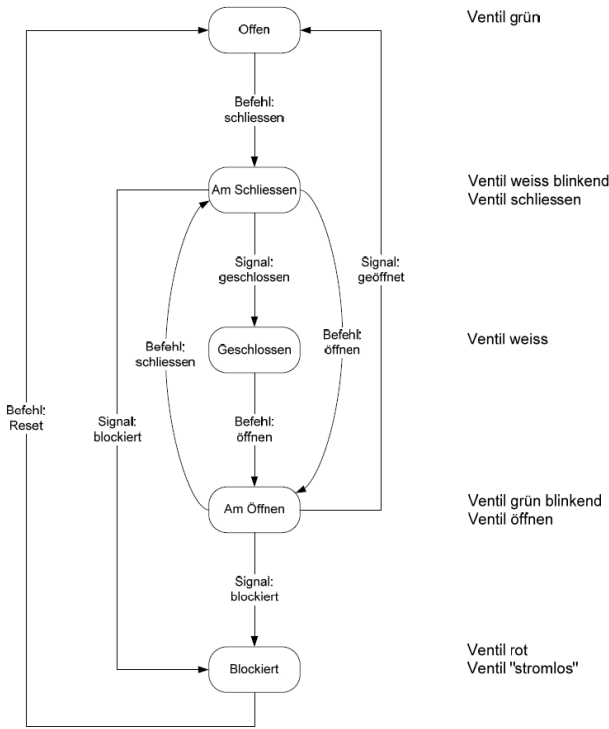 Offen
Ventil grün
Befehl:
schliessen
Am Schliessen
Ventil weiss blinkend
Ventil schliessen
Signal:
geschlossen
Signal:
geöffnet
Befehl:
schliessen
Geschlossen
Befehl:
öffnen
Ventil weiss
Befehl:
Reset
Signal:
blockiert
Befehl:
öffnen
Am Öffnen
Ventil grün blinkend
Ventil öffnen
Signal:
blockiert
Blockiert
Ventil rot
Ventil "stromlos"